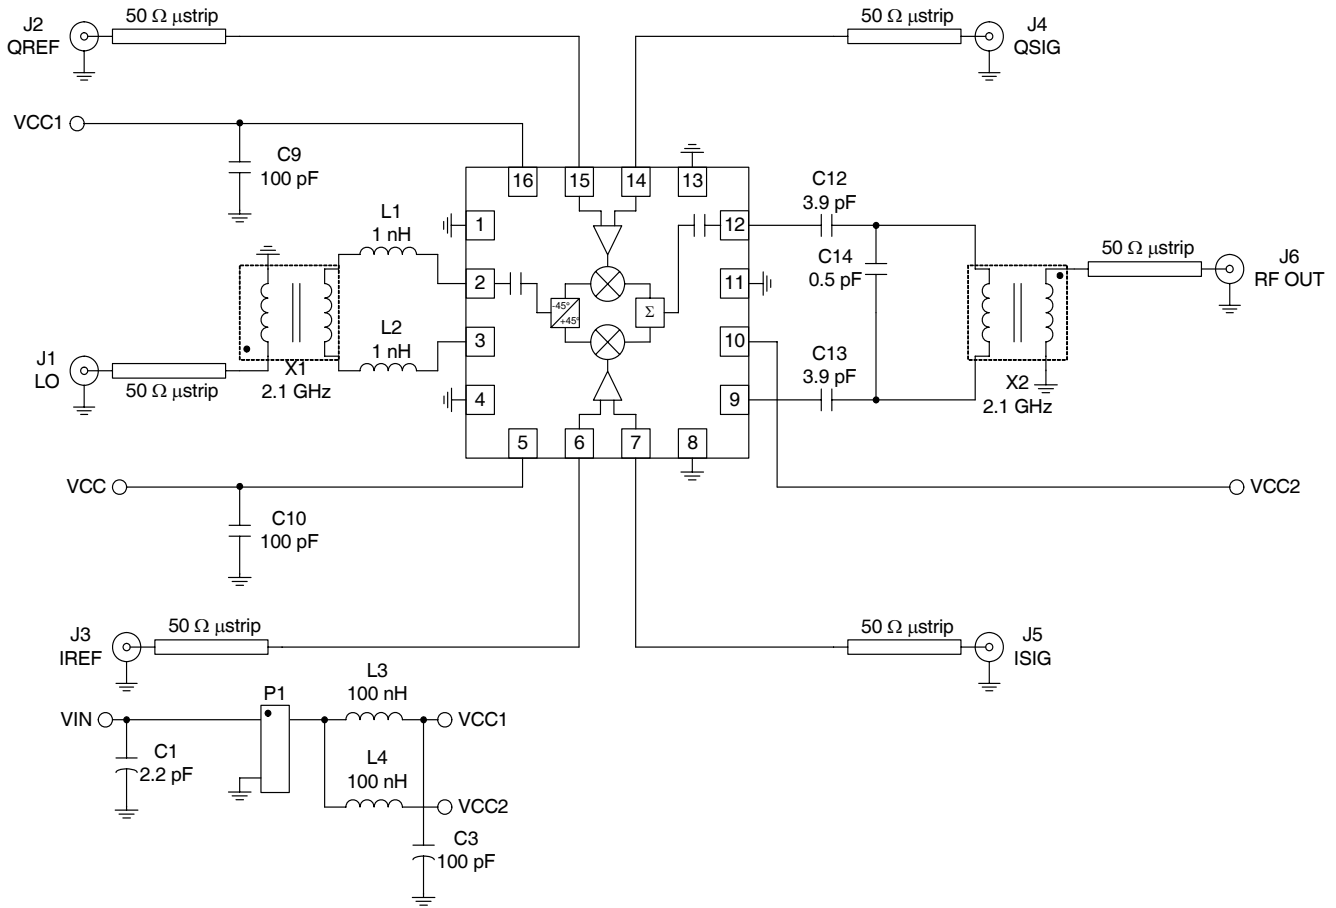 J2
QREF
50 Ω μstrip
50 Ω μstrip
J4
QSIG
VCC1
C9
100 pF
16
15
14
13
L1
1 nH
1
2
-45°
+45°
Σ
12
11
C12
3.9 pF
C14
0.5 pF
50 Ω μstrip
J6
RF OUT
L2
1 nH
3
10
C13
3.9 pF
J1
LO
50 Ω μstrip
X1
2.1 GHz
4
9
X2
2.1 GHz
5
6
7
8
VCC
VCC2
C10
100 pF
J3
IREF
50 Ω μstrip
50 Ω μstrip
J5
ISIG
VIN
C1
2.2 pF
P1
L3
100 nH
VCC1
L4
100 nH
VCC2
C3
100 pF